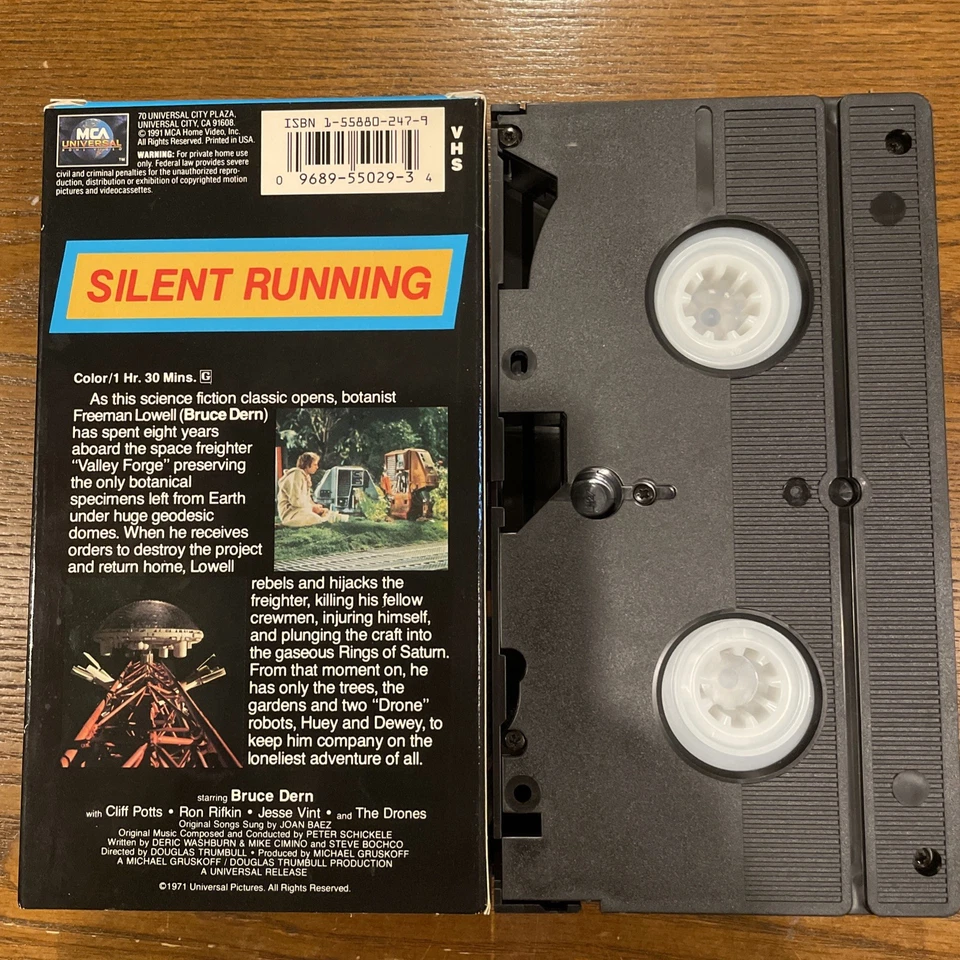 MCA
UNIVERSAL
HOME VIDEO
™
70 UNIVERSAL CITY PLAZA,
UNIVERSAL CITY, CA 91608.
© 1991 MCA Home Video, Inc.
All Rights Reserved. Printed in USA.
WARNING: For private home use
only. Federal law provides severe
civil and criminal penalties for the unauthorized repro-
duction, distribution or exhibition of copyrighted motion
pictures and videocassettes.
ISBN 1-55880-247-9
0 9689-55029-3 4
VHS
SILENT RUNNING
Color/1 Hr. 30 Mins. G
As this science fiction classic opens, botanist
Freeman Lowell (Bruce Dern)
has spent eight years
aboard the space freighter
"Valley Forge" preserving
the only botanical
specimens left from Earth
under huge geodesic
domes. When he receives
orders to destroy the project
and return home, Lowell
rebels and hijacks the
freighter, killing his fellow
crewmen, injuring himself,
and plunging the craft into
the gaseous Rings of Saturn.
From that moment on, he
has only the trees, the
gardens and two "Drone"
robots, Huey and Dewey, to
keep him company on the
loneliest adventure of all.
starring Bruce Dern
with Cliff Potts • Ron Rifkin • Jesse Vint • and The Drones
Original Songs Sung by JOAN BAEZ
Original Music Composed and Conducted by PETER SCHICKELE
Written by DERIC WASHBURN & MIKE CIMINO and STEVE BOCHCO
Directed by DOUGLAS TRUMBULL • Produced by MICHAEL GRUSKOFF
A MICHAEL GRUSKOFF / DOUGLAS TRUMBULL PRODUCTION
A UNIVERSAL RELEASE
©1971 Universal Pictures. All Rights Reserved.